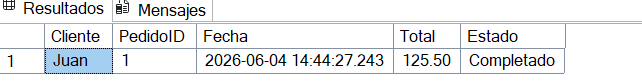 Resultados Mensajes
Cliente PedidoID Fecha Total Estado
1 Juan 1 2026-06-04 14:44:27.243 125.50 Completado